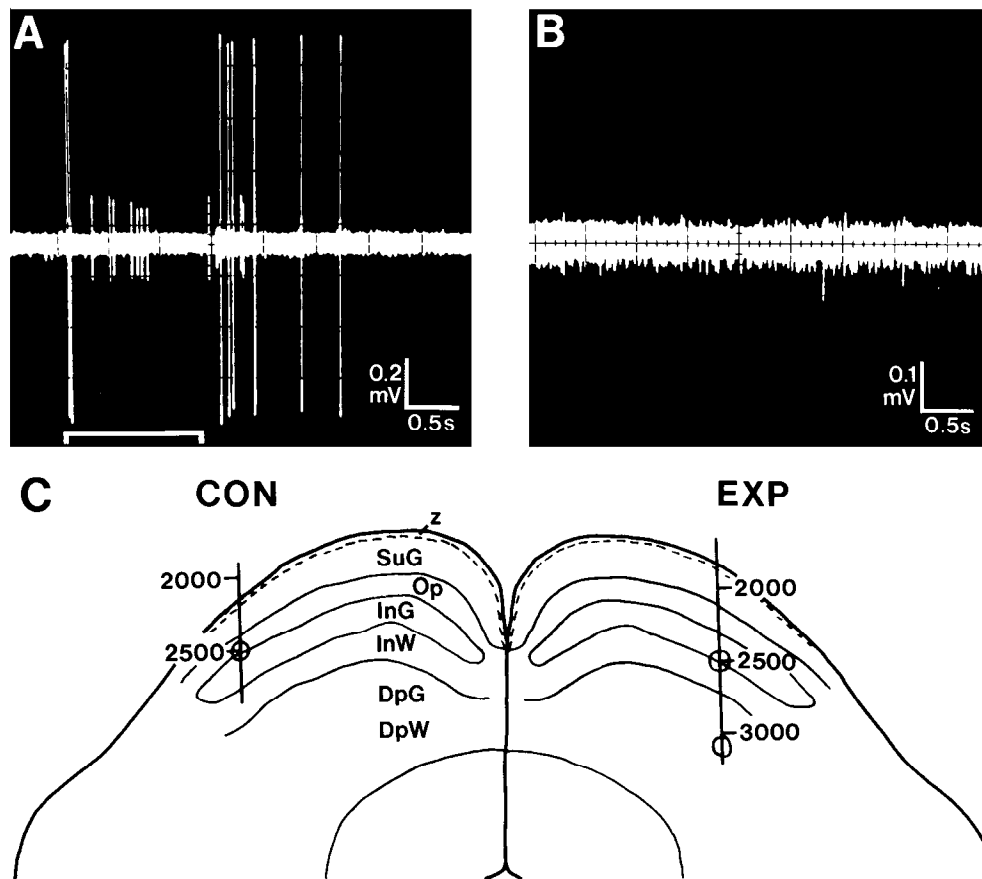 A
B
0.2
mV
0.5s
0.1
mV
0.5s
C
CON
EXP
z
SuG
2000
Op
2000
InG
InW
2500
2500
DpG
DpW
3000